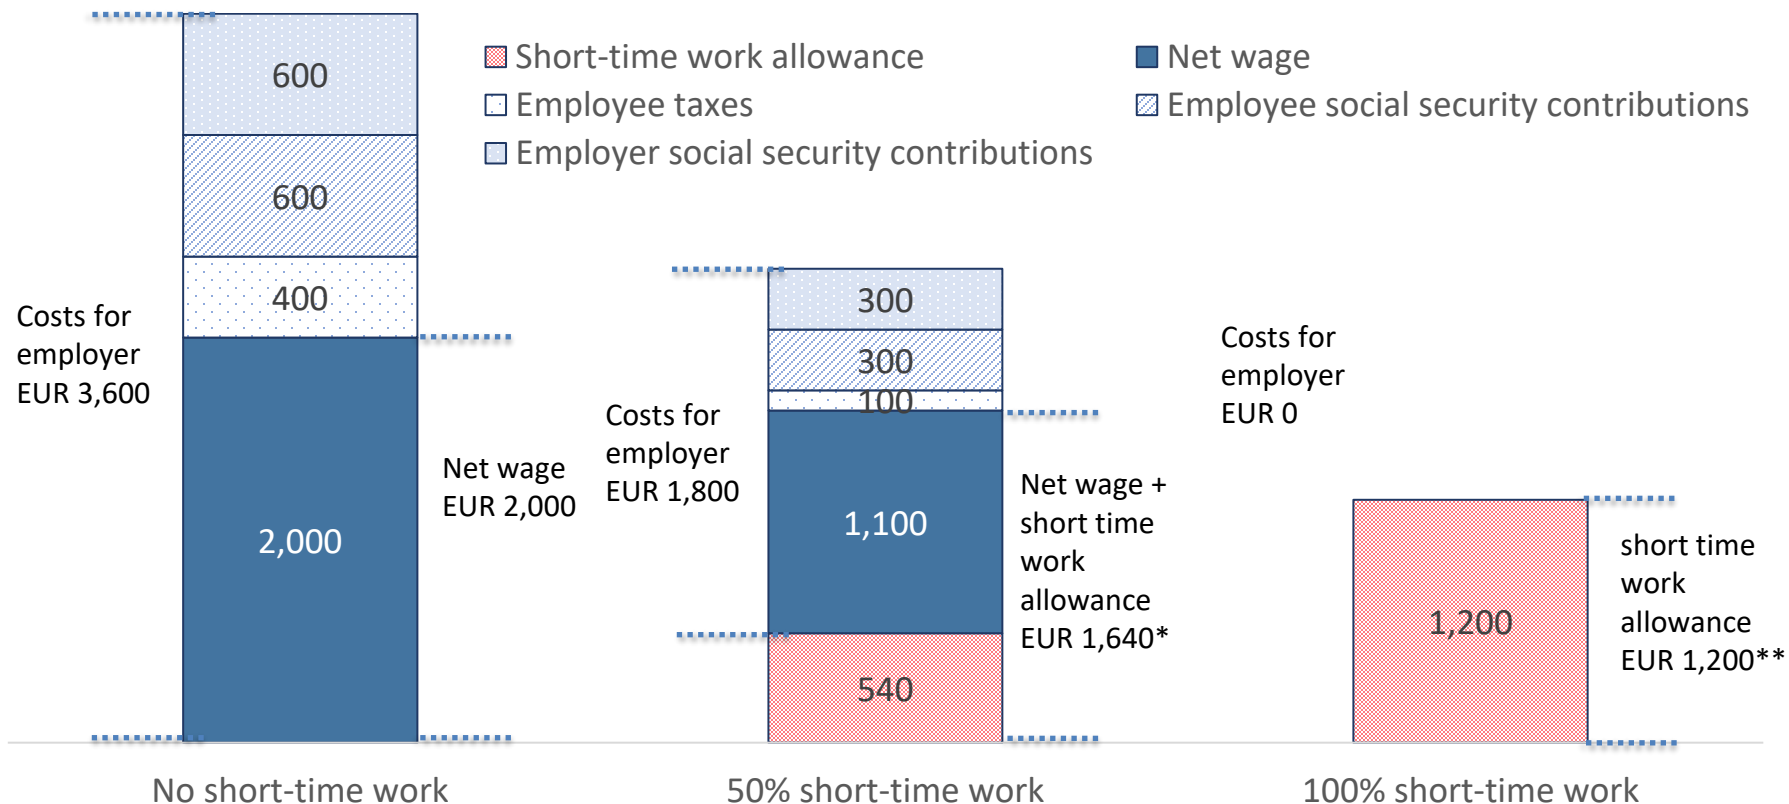 Short-time work allowance
Net wage
Employee taxes
Employee social security contributions
Employer social security contributions
600
600
400
2,000
Costs for
employer
EUR 3,600
Net wage
EUR 2,000
300
300
100
1,100
540
Costs for
employer
EUR 1,800
Net wage +
short time
work
allowance
EUR 1,640*
Costs for
employer
EUR 0
1,200
short time
work
allowance
EUR 1,200**
No short-time work
50% short-time work
100% short-time work